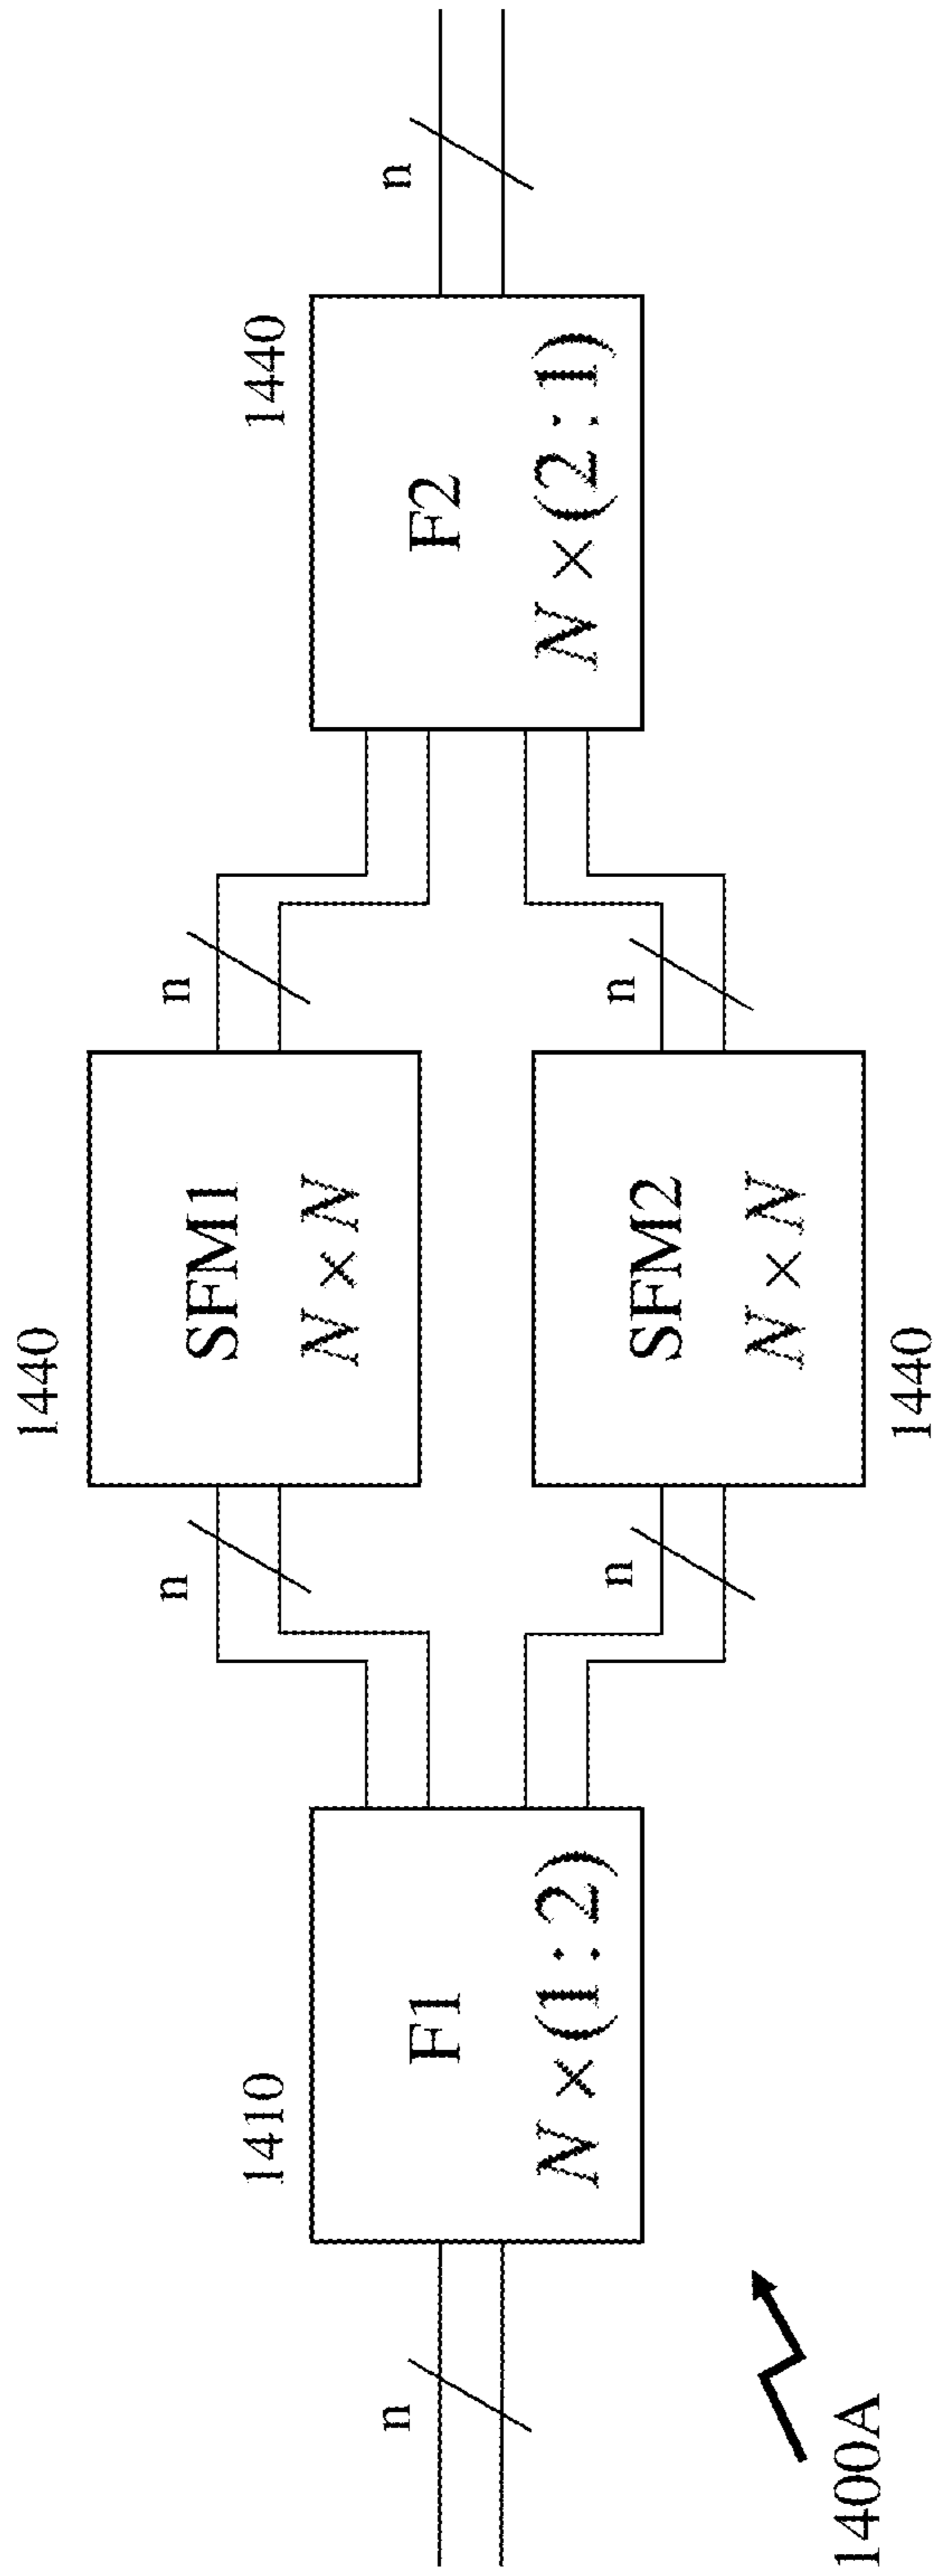 1440
SFM1
N × N
n
n
1410
F1
N × (1 : 2)
n
1440
F2
N × (2 : 1)
n
n
n
SFM2
N × N
1440
1400A